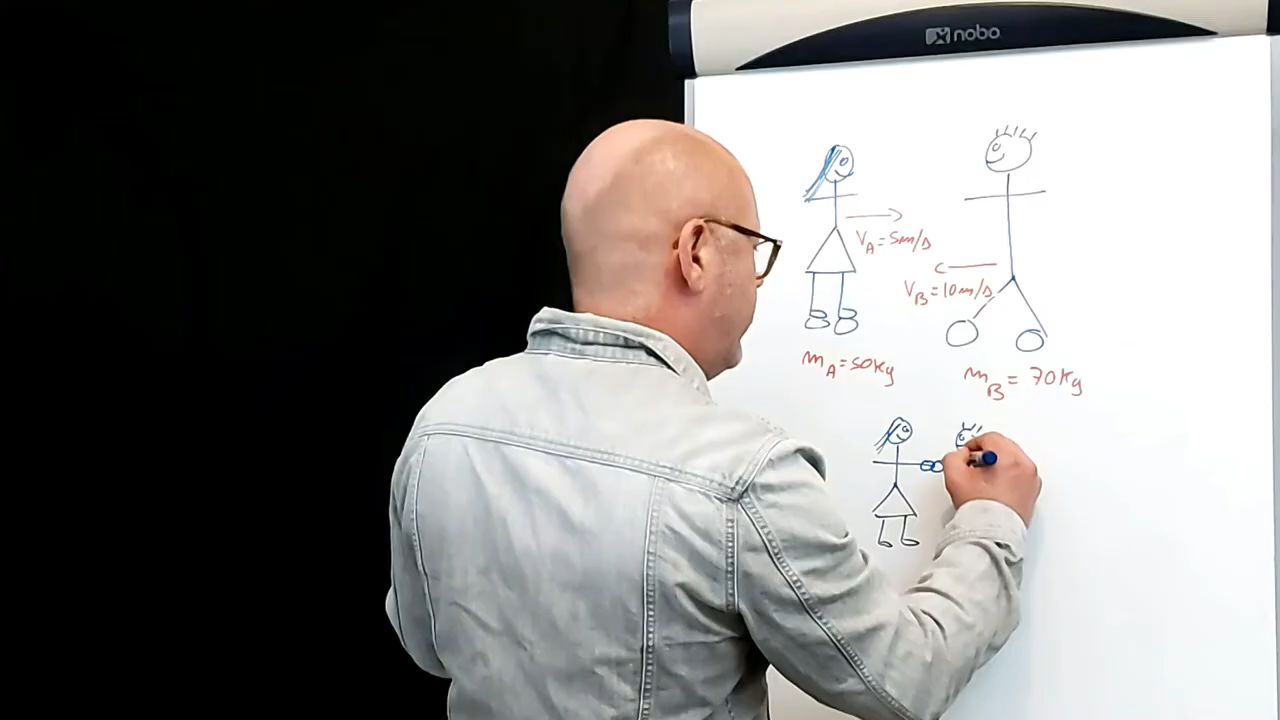 nobo
V_A = 5m/s
V_B = 10m/s
m_A = 50Kg
m_B = 70Kg